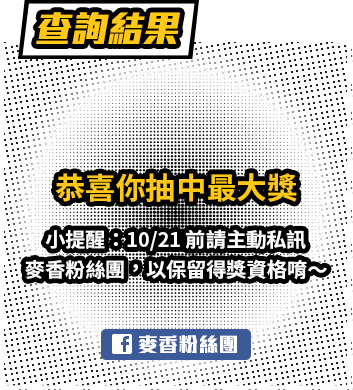 查詢結果
恭喜你抽中最大獎
小提醒：10/21 前請主動私訊
麥香粉絲團，以保留得獎資格唷～
f 麥香粉絲團